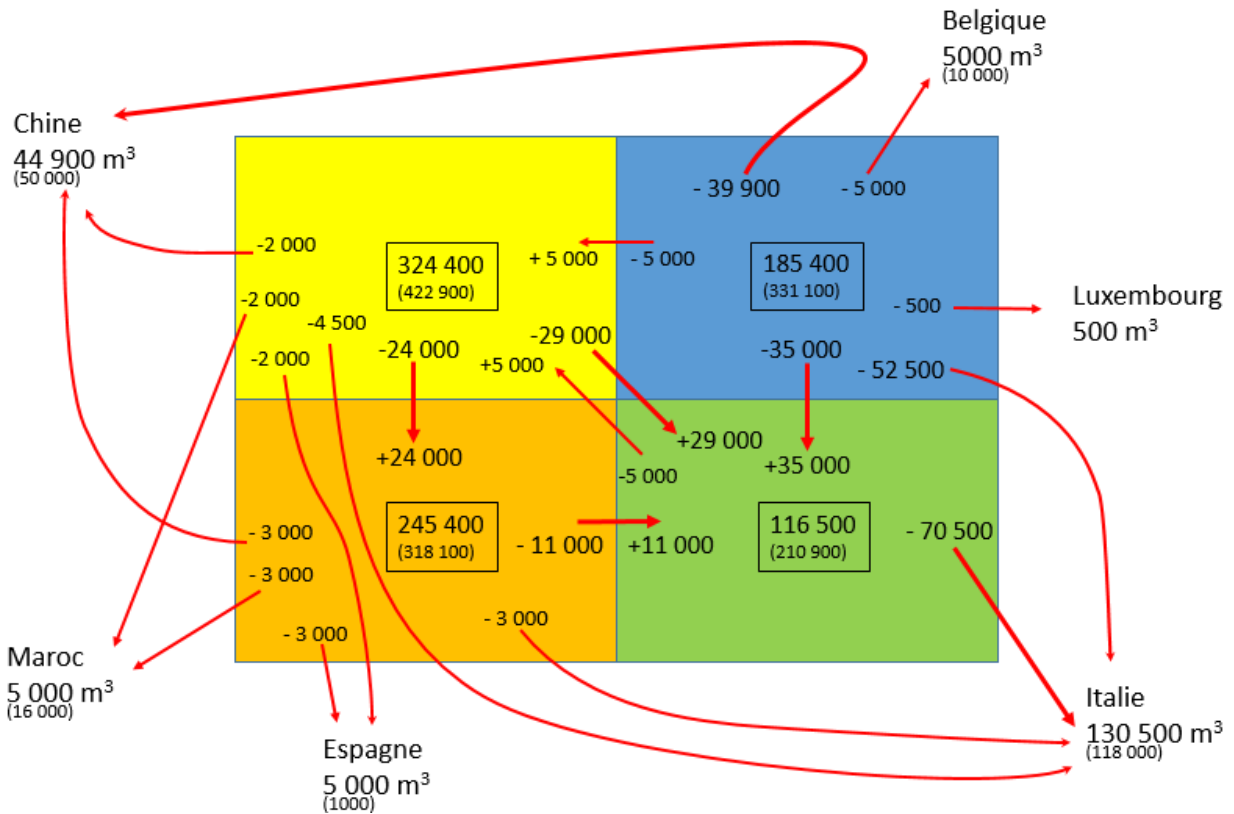 Belgique
5000 m³
(10 000)
Chine
44 900 m³
(50 000)
- 39 900
- 5 000
-2 000
+ 5 000
- 5 000
324 400
(422 900)
185 400
(331 100)
Luxembourg
500 m³
- 500
-2 000
-4 500
-2 000
-24 000
-29 000
+5 000
-35 000
- 52 500
+24 000
+29 000
-5 000
+35 000
245 400
(318 100)
116 500
(210 900)
- 3 000
- 3 000
- 11 000
+11 000
- 70 500
- 3 000
- 3 000
Maroc
5 000 m³
(16 000)
Espagne
5 000 m³
(1000)
Italie
130 500 m³
(118 000)